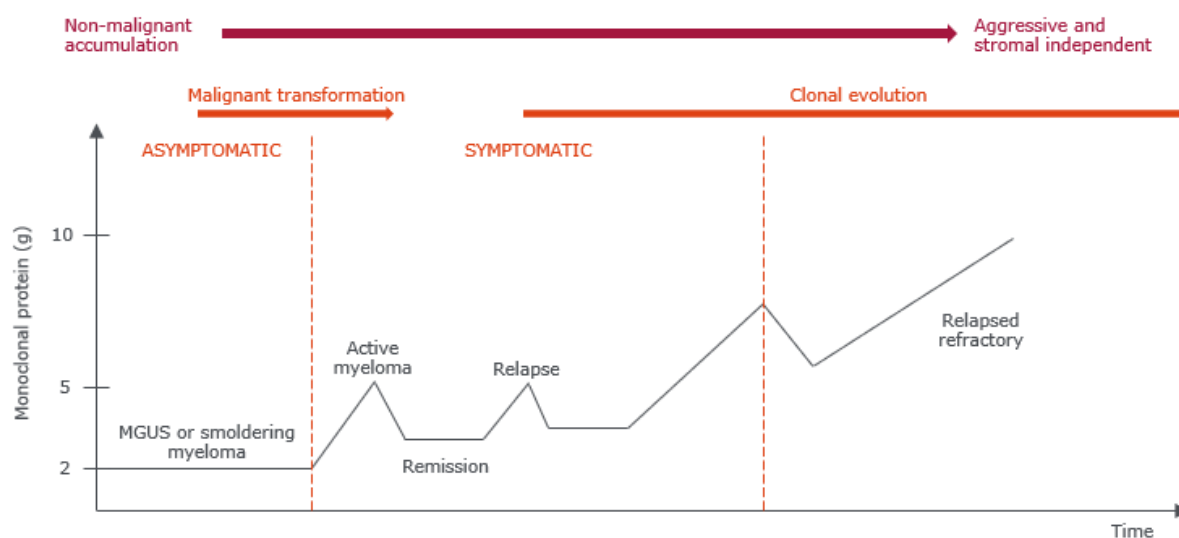 Non-malignant
accumulation
Aggressive and
stromal independent
Malignant transformation
Clonal evolution
ASYMPTOMATIC
SYMPTOMATIC
Monoclonal protein (g)
10
5
2
MGUS or smoldering
myeloma
Active
myeloma
Remission
Relapse
Relapsed
refractory
Time